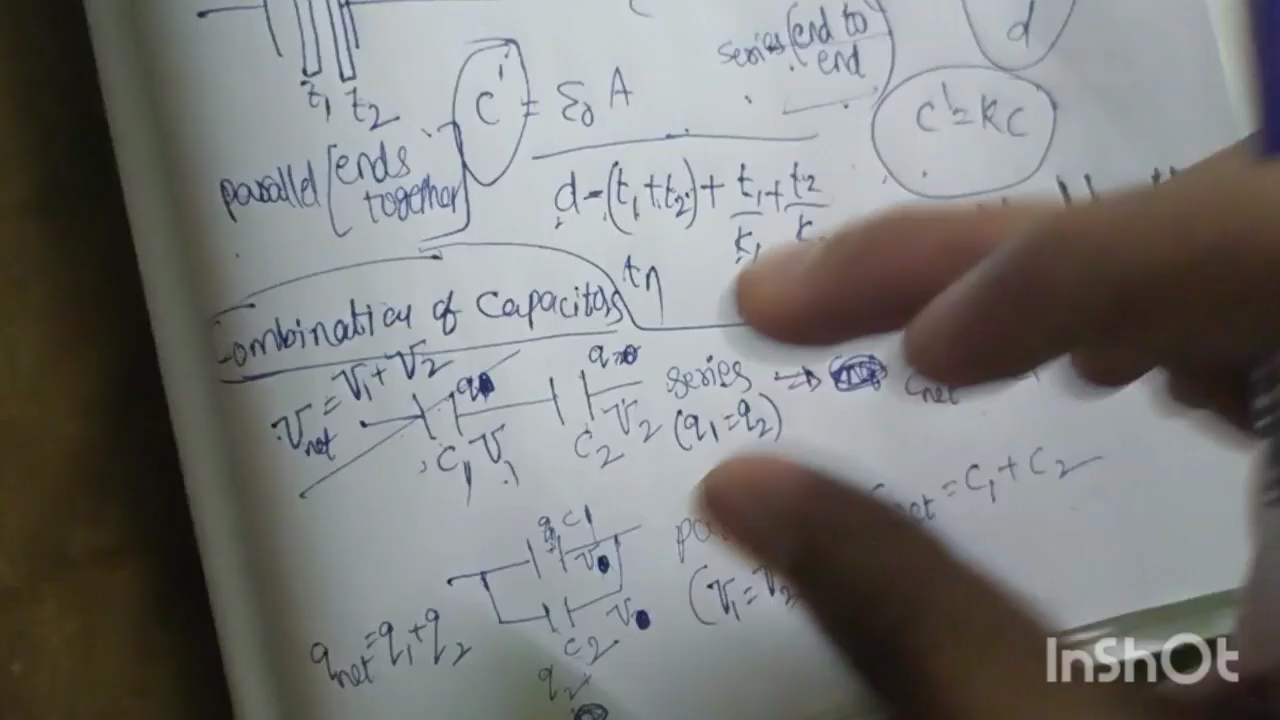 t₁ t₂
C' = ε₀ A
d-(t₁+t₂)+ t₁/k₁ + t₂/k
parallel [ends together]
series (end to end
d
C'=KC
Combination of Capacitors
tn
Vnet = V₁+V₂
C₁ V₁
C₂ V₂
series →
(q₁=q₂)
Cnet
q₁ C₁
V
C₂ V
q₂
net = C₁+C₂
(V₁=V₂
qnet=q₁+q₂
InShOt